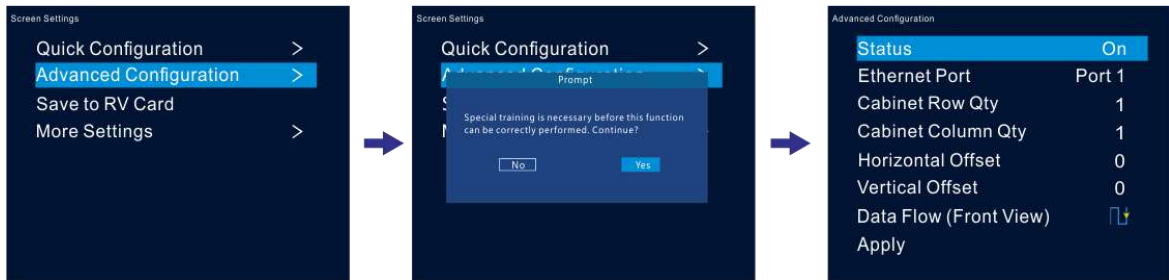 Screen Settings
Quick Configuration >
Advanced Configuration >
Save to RV Card
More Settings >
Screen Settings
Quick Configuration >
Prompt
Special training is necessary before this function
can be correctly performed. Continue?
No Yes
Advanced Configuration
Status On
Ethernet Port Port 1
Cabinet Row Qty 1
Cabinet Column Qty 1
Horizontal Offset 0
Vertical Offset 0
Data Flow (Front View)
Apply